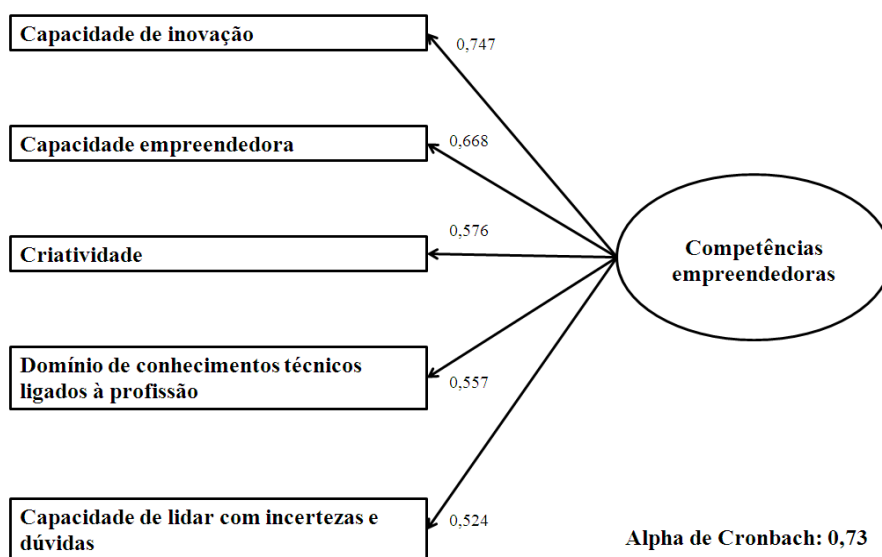 Capacidade de inovação
0,747
Capacidade empreendedora
0,668
Criatividade
0,576
Competências
empreendedoras
Domínio de conhecimentos técnicos
ligados à profissão
0,557
Capacidade de lidar com incertezas e
dúvidas
0,524
Alpha de Cronbach: 0,73